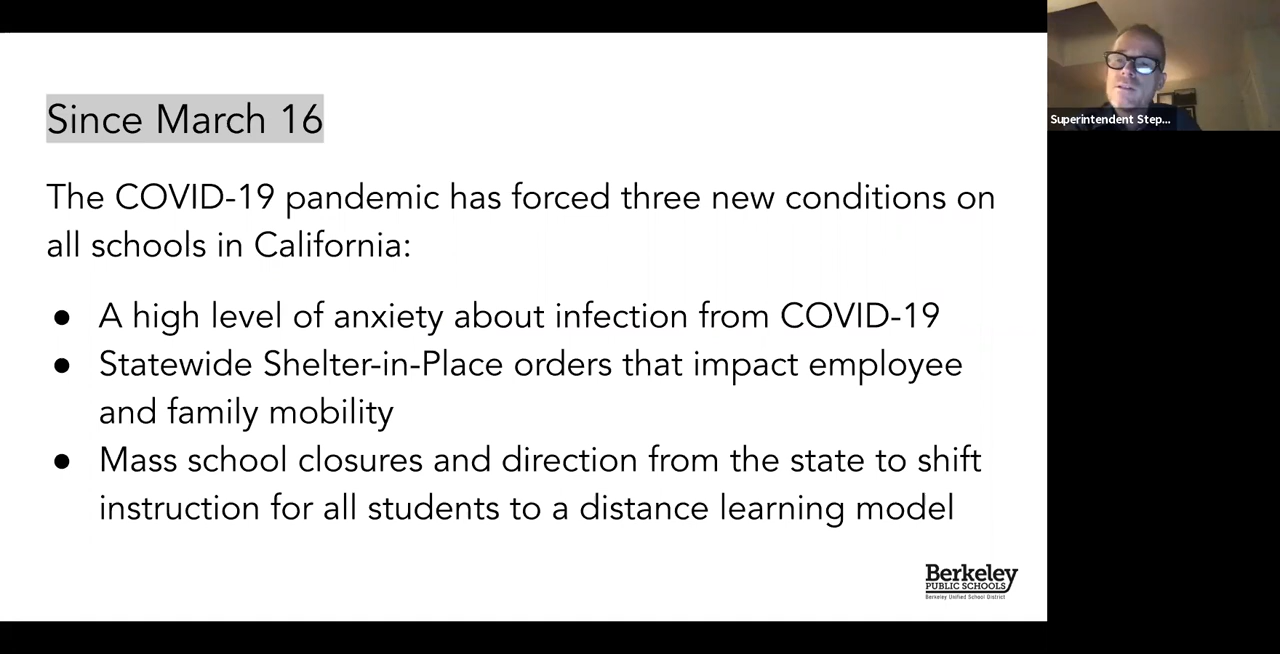 Since March 16
The COVID-19 pandemic has forced three new conditions on
all schools in California:
● A high level of anxiety about infection from COVID-19
● Statewide Shelter-in-Place orders that impact employee
and family mobility
● Mass school closures and direction from the state to shift
instruction for all students to a distance learning model
Berkeley
PUBLIC SCHOOLS
Berkeley Unified School District
Superintendent Step...